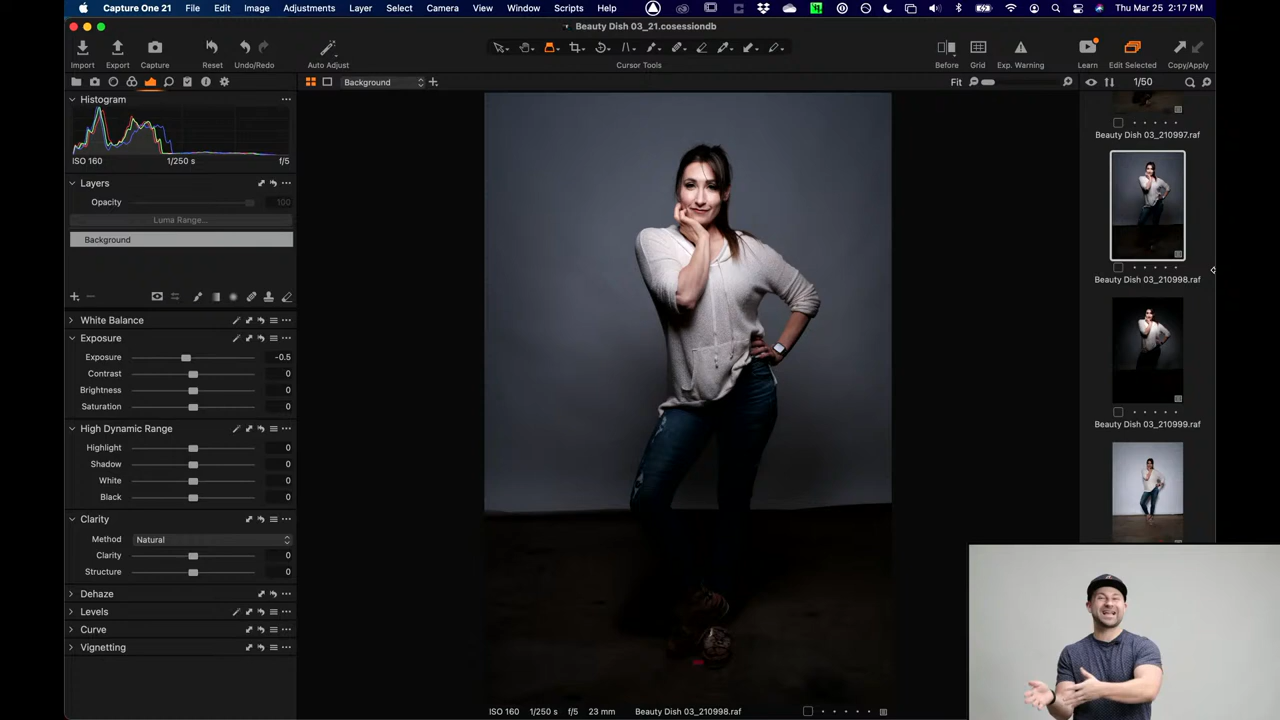 Capture One 21 File Edit Image Adjustments Layer Select Camera View Window Scripts Help Thu Mar 25 2:17 PM
Beauty Dish 03_21.cosessiondb
Import Export Capture Reset Undo/Redo Auto Adjust Cursor Tools Before Grid Exp. Warning Learn Edit Selected Copy/Apply
Background Fit 1/50
Histogram
ISO 160 1/250 s f/5
Layers
Opacity 100
Luma Range...
Background
White Balance
Exposure
Exposure -0.5
Contrast 0
Brightness 0
Saturation 0
High Dynamic Range
Highlight 0
Shadow 0
White 0
Black 0
Clarity
Method Natural
Clarity 0
Structure 0
Dehaze
Levels
Curve
Vignetting
Beauty Dish 03_210997.raf
Beauty Dish 03_210998.raf
Beauty Dish 03_210999.raf
ISO 160 1/250 s f/5 23 mm Beauty Dish 03_210998.raf